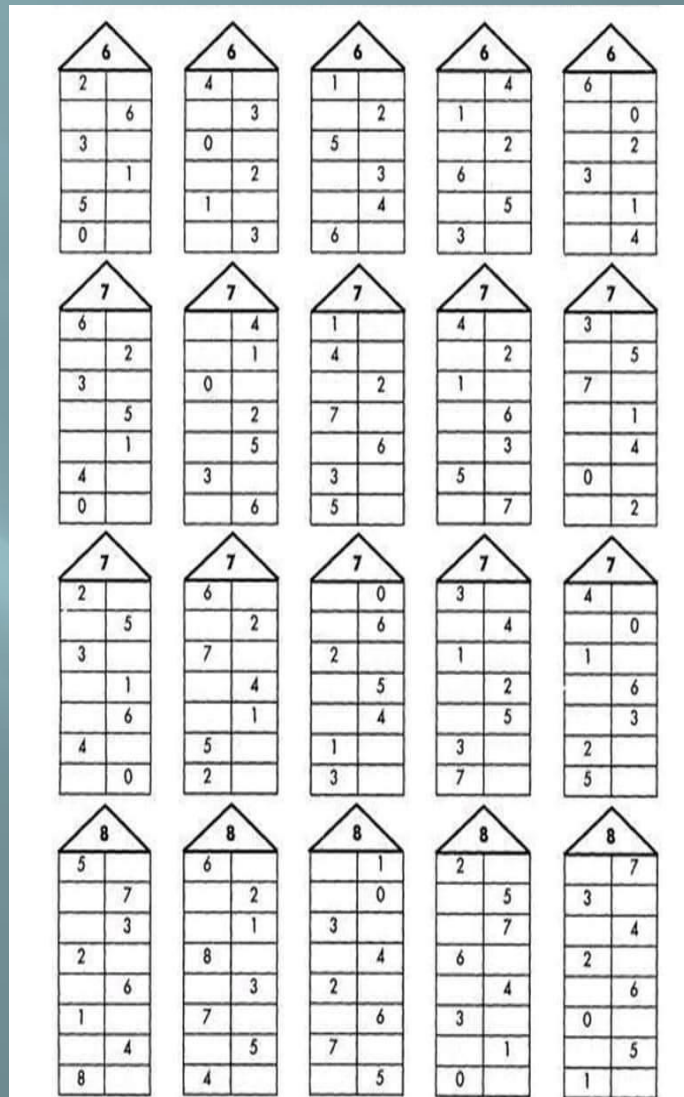 6 6 6 6 6
2 4 1 4 6
6 3 2 1 0
3 0 5 2 2
1 2 3 6 3
5 1 4 5 1
0 3 6 3 4
7 7 7 7 7
6 4 1 4 3
2 1 4 2 5
3 0 2 1 7
5 2 7 6 1
1 5 6 3 4
4 3 3 5 0
0 6 5 7 2
7 7 7 7 7
2 6 0 3 4
5 2 6 4 0
3 7 2 1 1
1 4 5 2 6
6 1 4 5 3
4 5 1 3 2
0 2 3 7 5
8 8 8 8 8
5 6 1 2 7
7 2 0 5 3
3 1 3 7 4
2 8 4 6 2
6 3 2 4 6
1 7 6 3 0
4 5 7 1 5
8 4 5 0 1